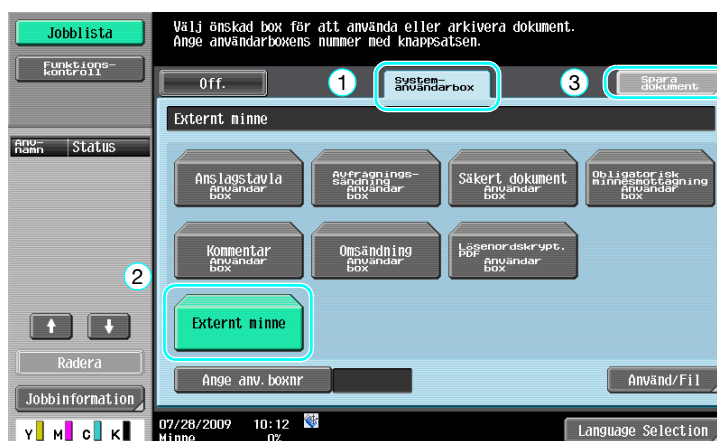 Jobblista
Välj önskad box för att använda eller arkivera dokument.
Ange användarboxens nummer med knappsatsen.
Funktions-
kontroll
Off.
1
System-
användarbox
3
Spara
dokument
Externt minne
Anv-
namn
Status
Anslagstavla
Användar
box
Avfrågnings-
sändning
Användar
box
Säkert dokument
Användar
box
Obligatorisk
minnesmottagning
Användar
box
Kommentar
Användar
box
Omsändning
Användar
box
Lösenordskrypt.
PDF
Användar
box
2
Externt minne
Radera
Ange anv.boxnr
Använd/Fil
Jobbinformation
Y M C K
07/28/2009 10:12
Minne 0%
Language Selection